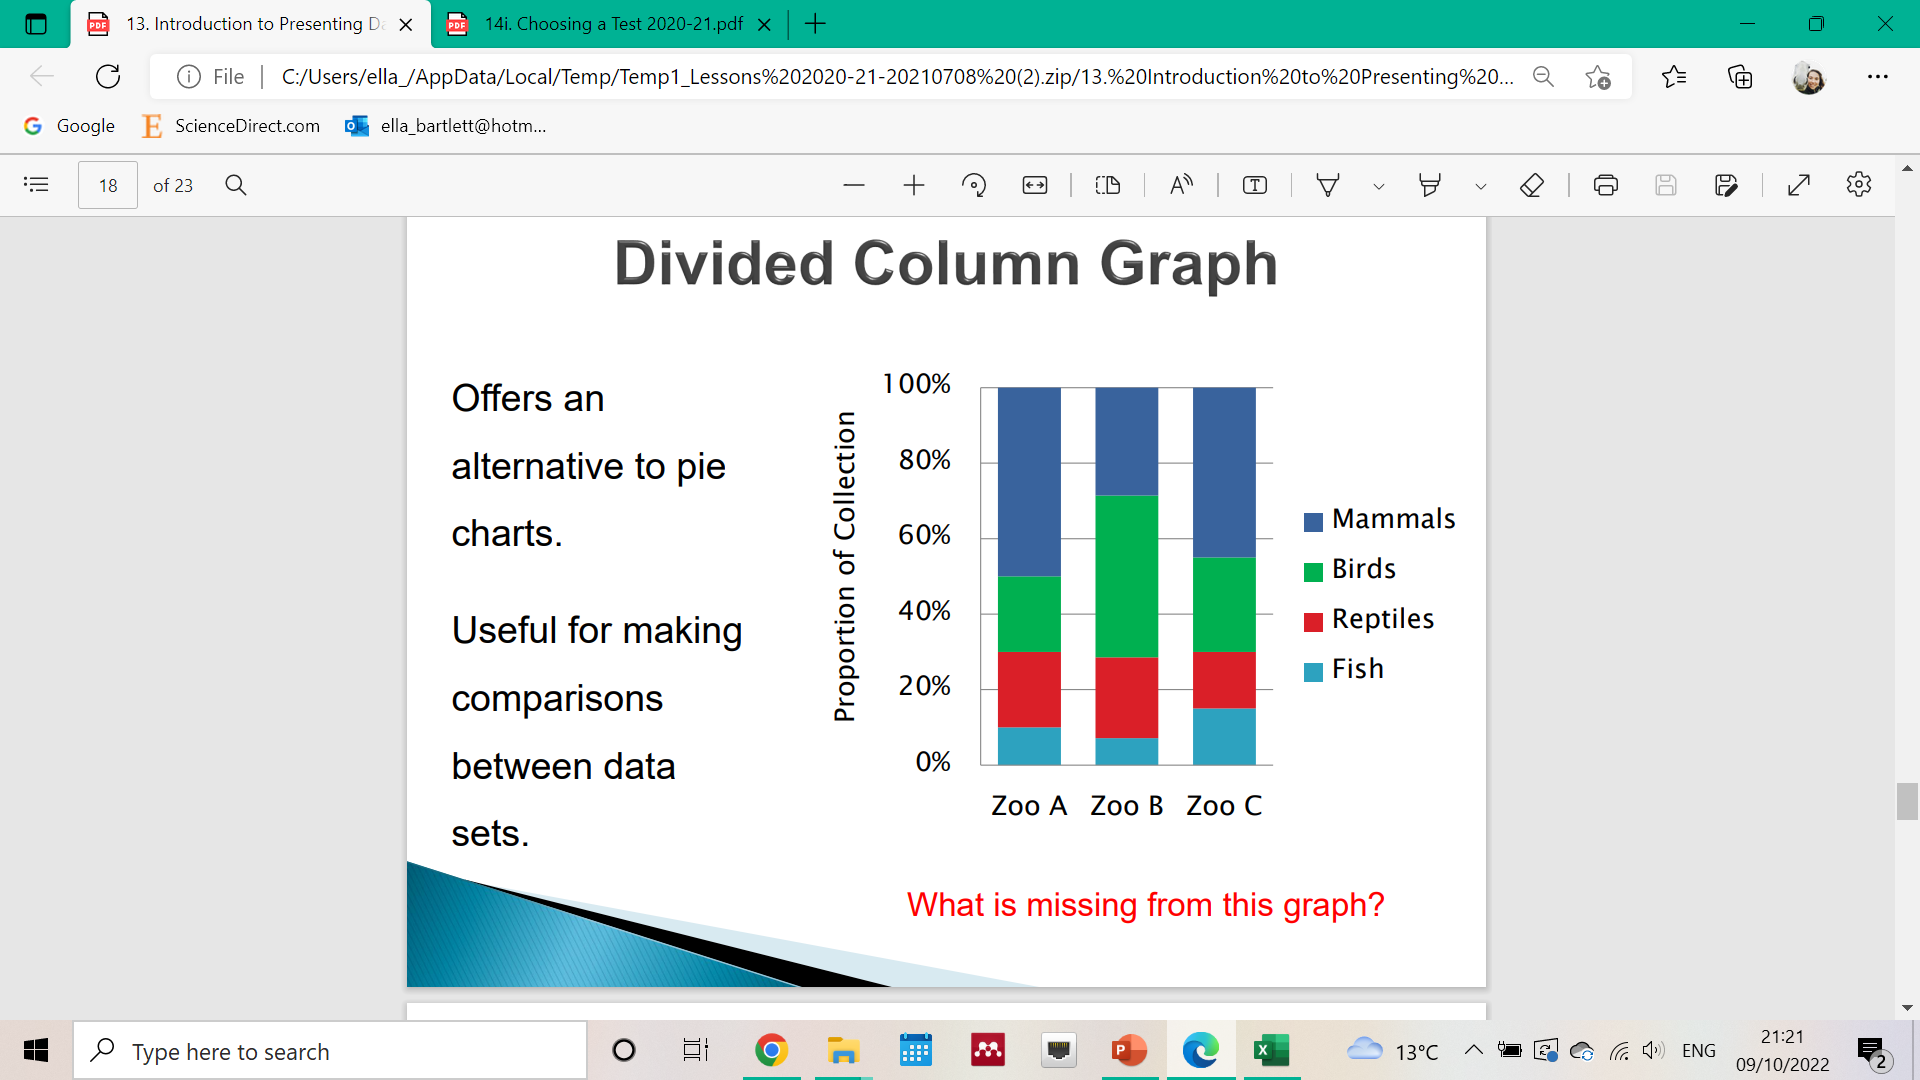 13. Introduction to Presenting Da
14i. Choosing a Test 2020-21.pdf
File
C:/Users/ella_/AppData/Local/Temp/Temp1_Lessons%202020-21-20210708%20(2).zip/13.%20Introduction%20to%20Presenting%20...
Google
ScienceDirect.com
ella_bartlett@hotm...
18 of 23
Divided Column Graph
Offers an
alternative to pie
charts.
Useful for making
comparisons
between data
sets.
Proportion of Collection
100%
80%
60%
40%
20%
0%
Zoo A Zoo B Zoo C
Mammals
Birds
Reptiles
Fish
What is missing from this graph?
Type here to search
13°C
ENG
21:21
09/10/2022
2